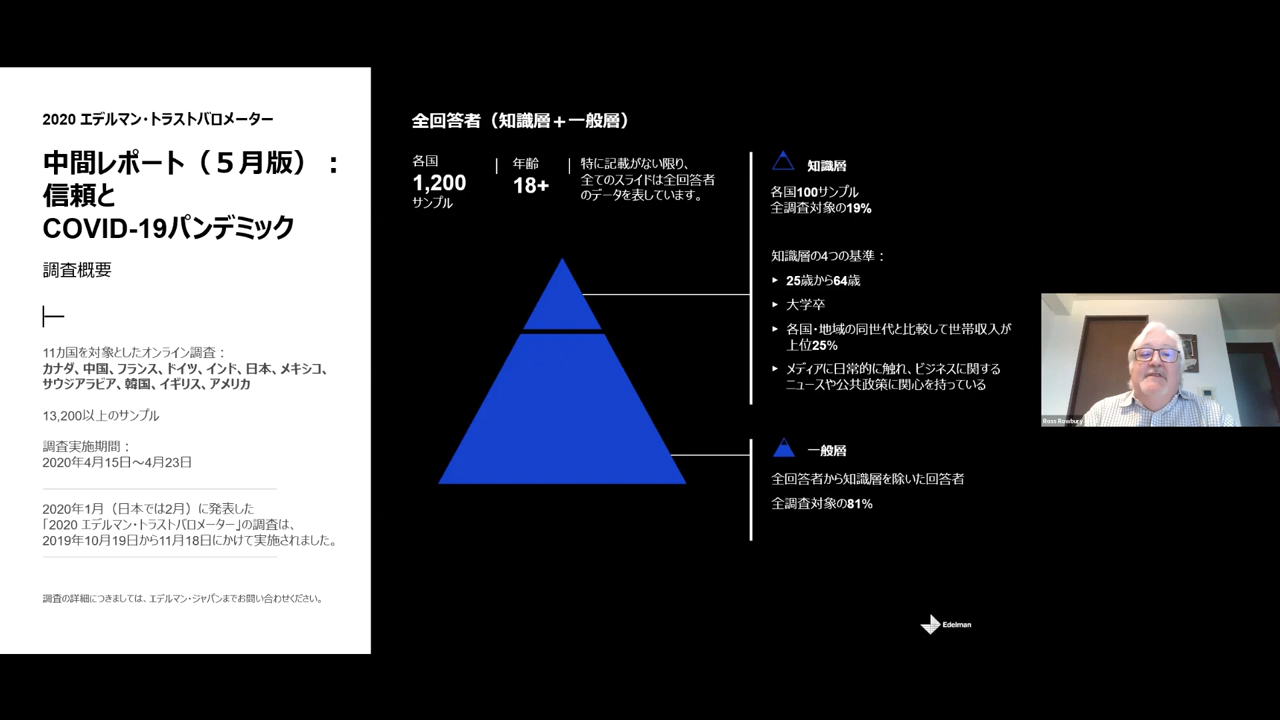 2020 エデルマン・トラストバロメーター
中間レポート（５月版）：
信頼と
COVID-19パンデミック
調査概要
11カ国を対象としたオンライン調査：
カナダ、中国、フランス、ドイツ、インド、日本、メキシコ、
サウジアラビア、韓国、イギリス、アメリカ
13,200以上のサンプル
調査実施期間：
2020年4月15日～4月23日
2020年1月（日本では2月）に発表した
「2020 エデルマン・トラストバロメーター」の調査は、
2019年10月19日から11月18日にかけて実施されました。
調査の詳細につきましては、エデルマン・ジャパンまでお問い合わせください。
全回答者（知識層＋一般層）
各国
1,200
サンプル
年齢
18+
特に記載がない限り、
全てのスライドは全回答者
のデータを表しています。
知識層
各国100サンプル
全調査対象の19%
知識層の4つの基準：
25歳から64歳
大学卒
各国・地域の同世代と比較して世帯収入が
上位25%
メディアに日常的に触れ、ビジネスに関する
ニュースや公共政策に関心を持っている
一般層
全回答者から知識層を除いた回答者
全調査対象の81%
Edelman
Ross Rowbury